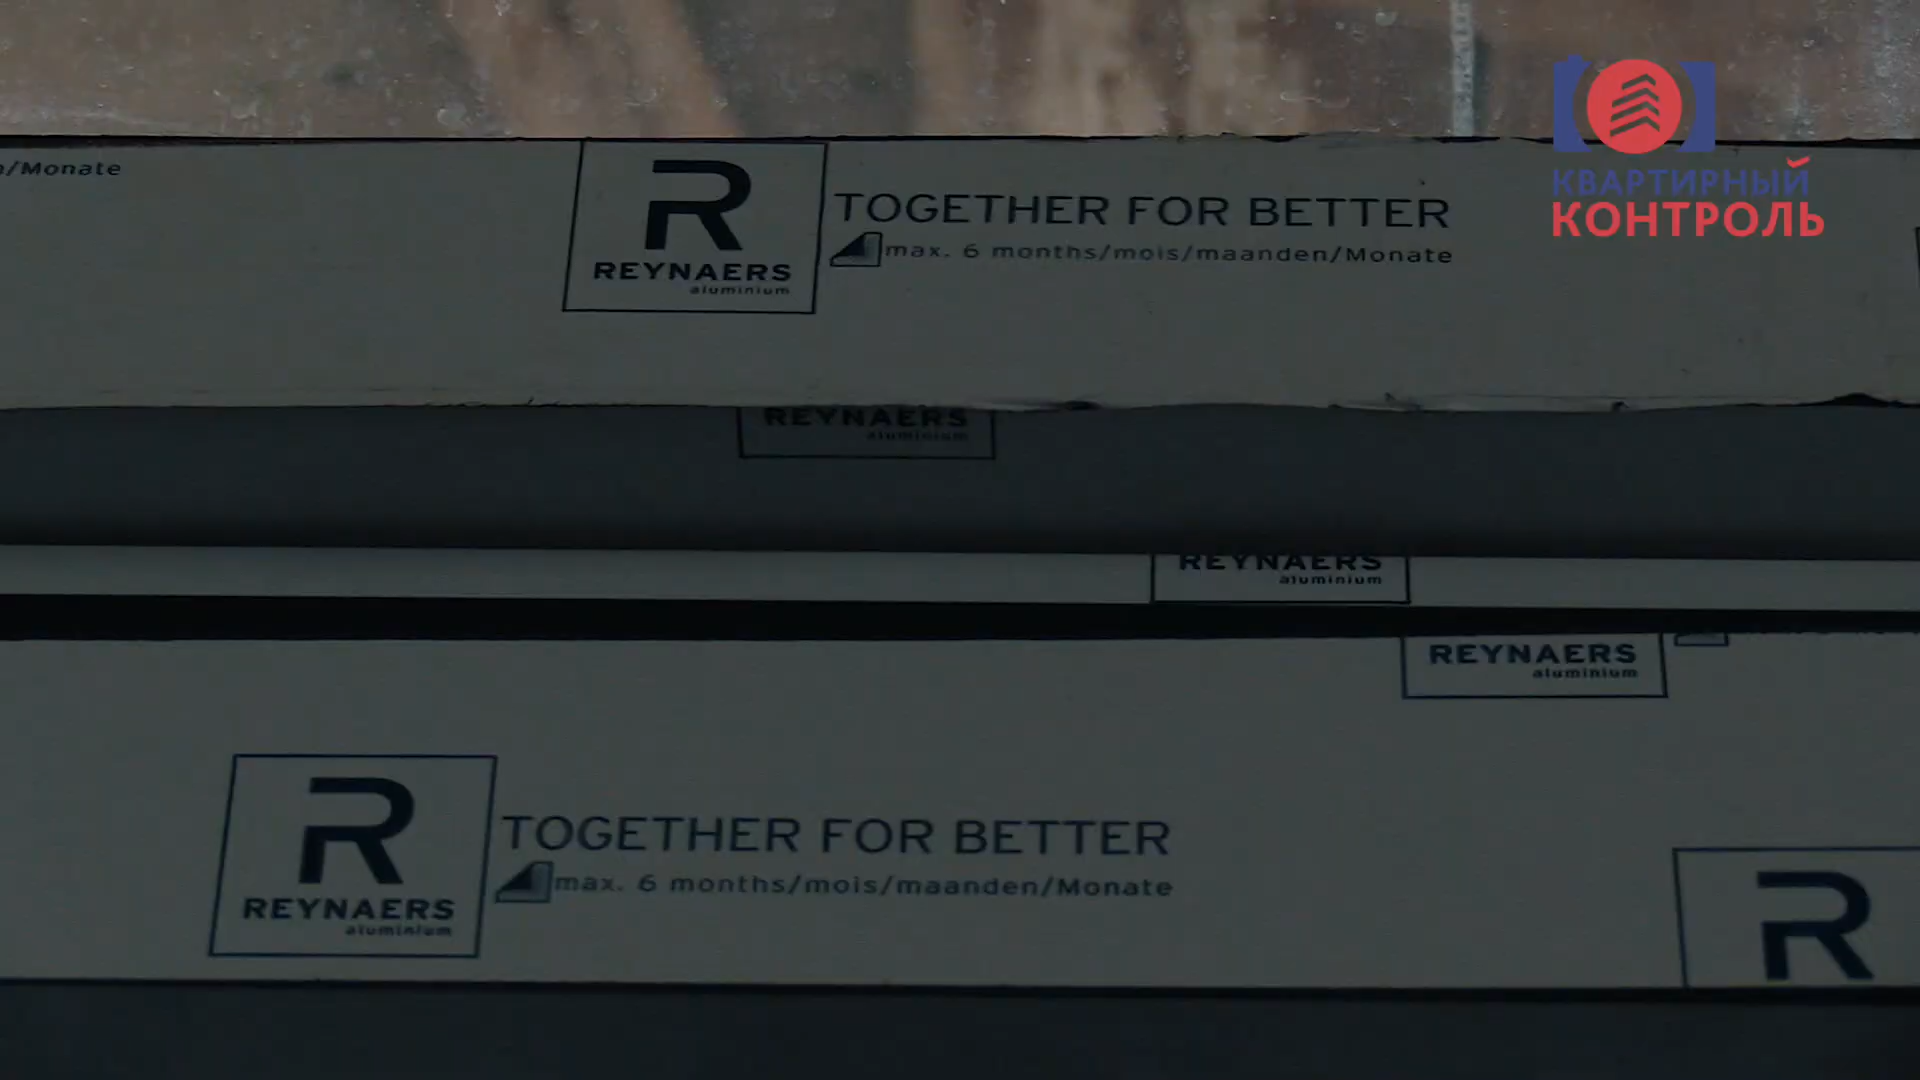 КВАРТИРНЫЙ
КОНТРОЛЬ
/Monate
R
REYNAERS
aluminium
TOGETHER FOR BETTER
max. 6 months/mois/maanden/Monate
REYNAERS
aluminium
REYNAERS
aluminium
REYNAERS
aluminium
R
REYNAERS
aluminium
TOGETHER FOR BETTER
max. 6 months/mois/maanden/Monate
R